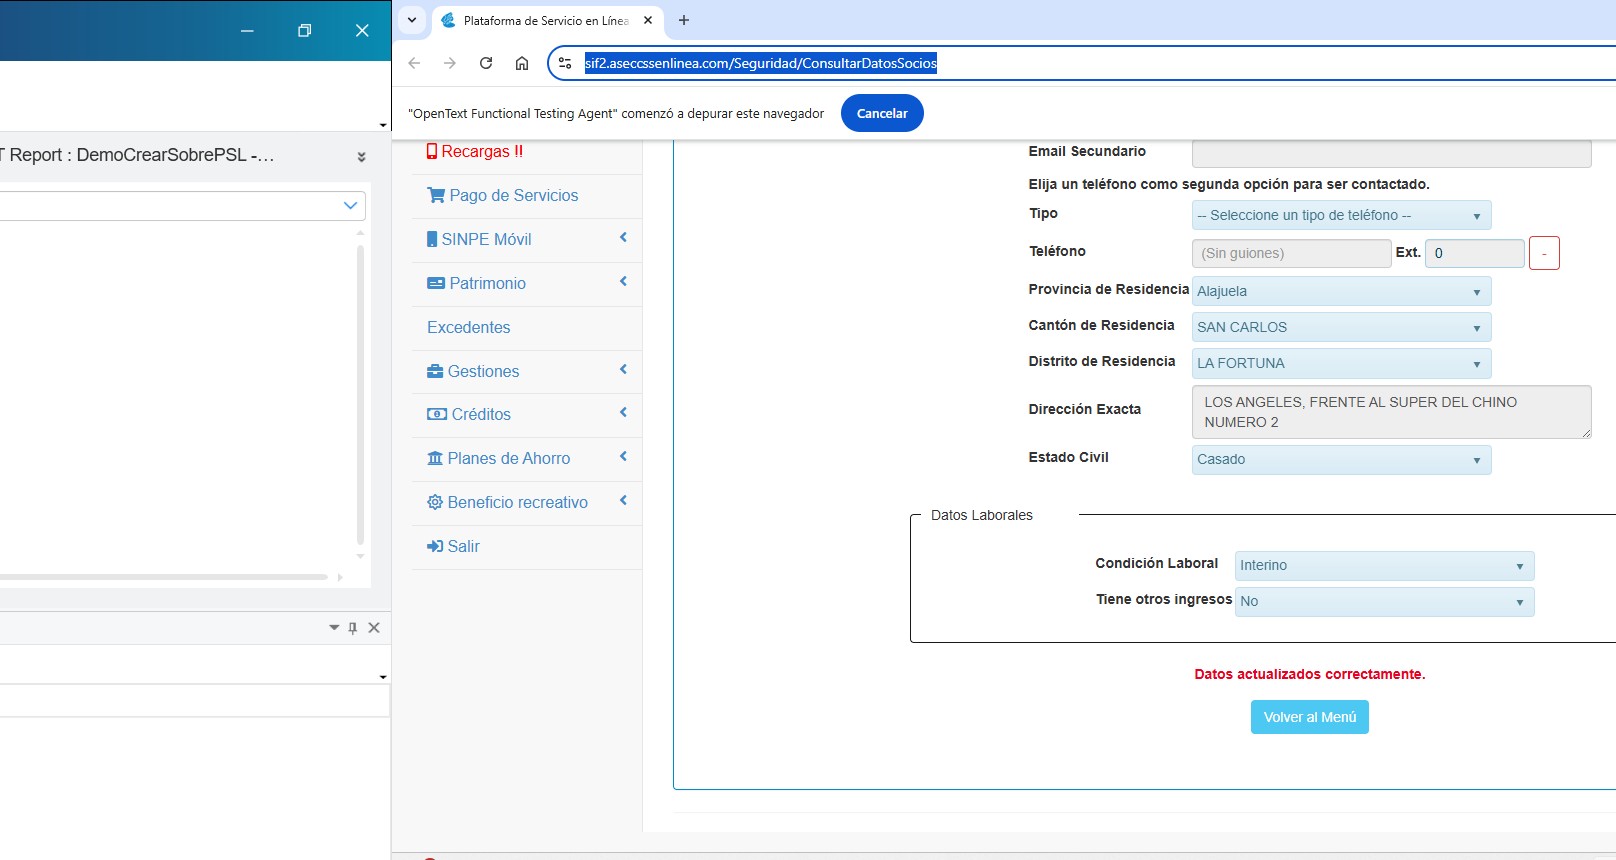 Plataforma de Servicio en Línea
sif2.aseccssenlinea.com/Seguridad/ConsultarDatosSocios
"OpenText Functional Testing Agent" comenzó a depurar este navegador
Cancelar
T Report : DemoCrearSobrePSL -...
Recargas !!
Pago de Servicios
SINPE Móvil
Patrimonio
Excedentes
Gestiones
Créditos
Planes de Ahorro
Beneficio recreativo
Salir
Email Secundario
Elija un teléfono como segunda opción para ser contactado.
Tipo -- Seleccione un tipo de teléfono --
Teléfono (Sin guiones) Ext. 0 -
Provincia de Residencia Alajuela
Cantón de Residencia SAN CARLOS
Distrito de Residencia LA FORTUNA
Dirección Exacta LOS ANGELES, FRENTE AL SUPER DEL CHINO
NUMERO 2
Estado Civil Casado
Datos Laborales
Condición Laboral Interino
Tiene otros ingresos No
Datos actualizados correctamente.
Volver al Menú